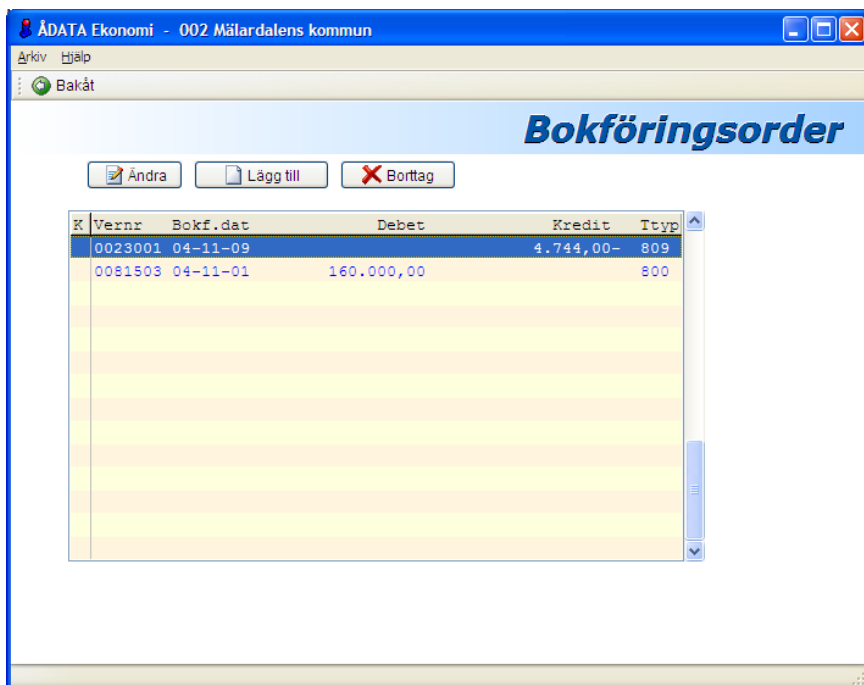 ÅDATA Ekonomi - 002 Mälardalens kommun
Arkiv Hjälp
Bakåt
Bokföringsorder
Ändra Lägg till Borttag
K Vernr Bokf.dat Debet Kredit Ttyp
0023001 04-11-09 4.744,00- 809
0081503 04-11-01 160.000,00 800